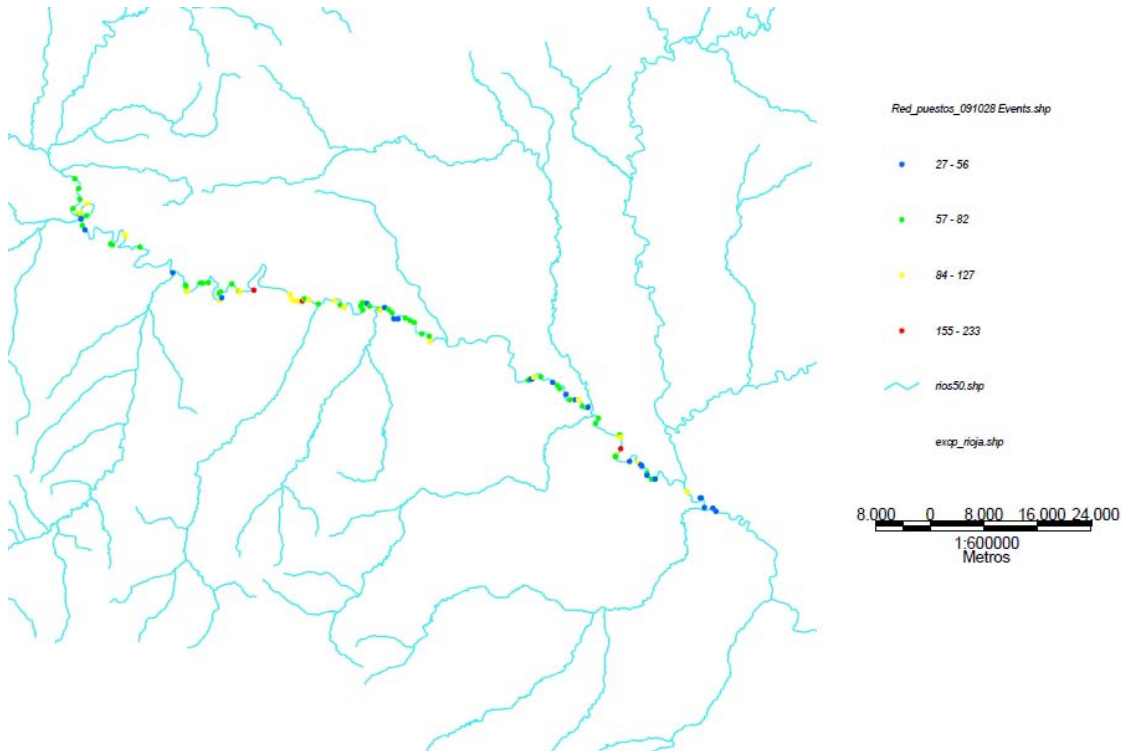 Red_puestos_091028 Events.shp
27 - 56
57 - 82
84 - 127
155 - 233
rios50.shp
exop_rioja.shp
8.000 0 8.000 16.000 24.000
1:600000
Metros